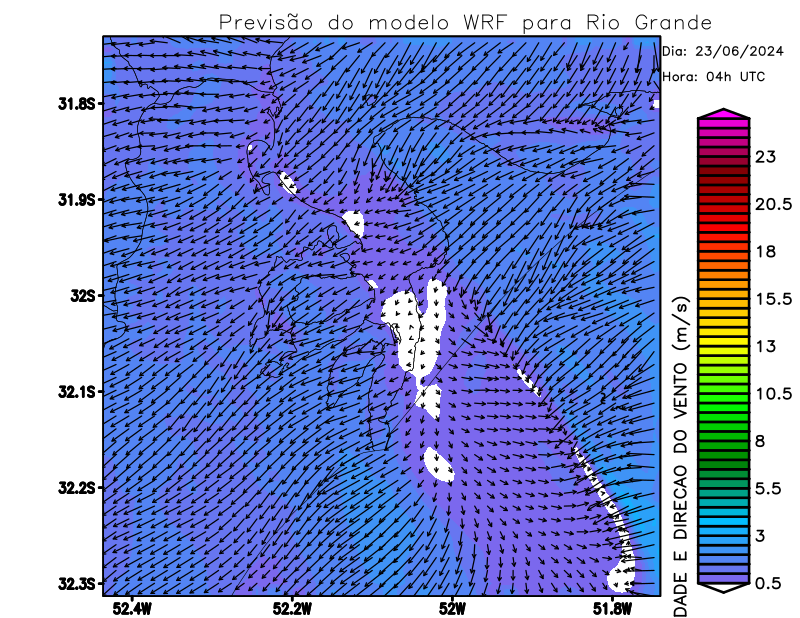 Previsão do modelo WRF para Rio Grande
Dia: 23/06/2024
Hora: 04h UTC
31.8S
31.9S
32S
32.1S
32.2S
32.3S
52.4W
52.2W
52W
51.8W
23
20.5
18
15.5
13
10.5
8
5.5
3
0.5
DADE E DIRECAO DO VENTO (m/s)